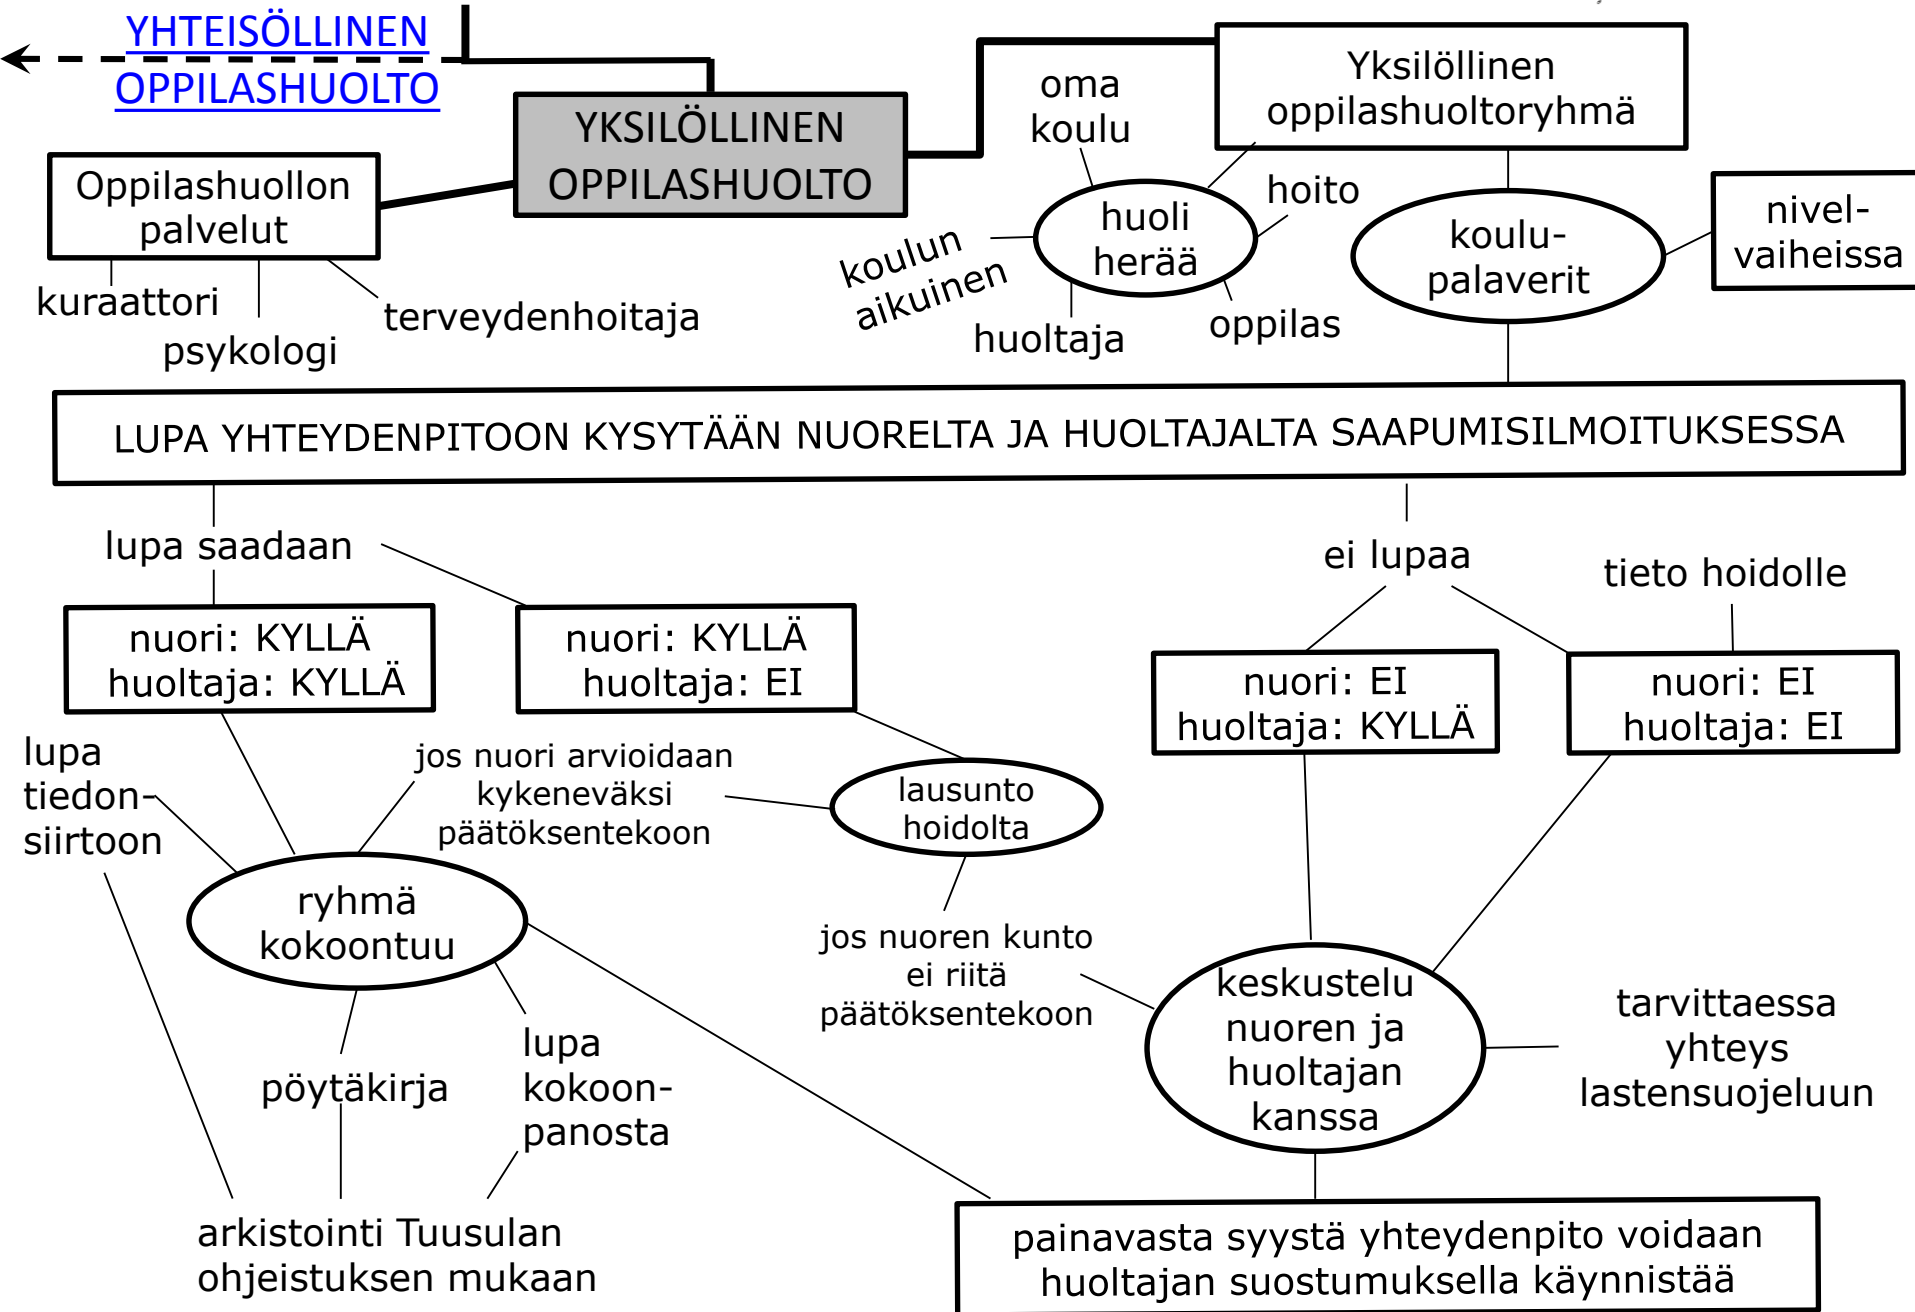 YHTEISÖLLINEN
OPPILASHUOLTO
YKSILÖLLINEN
OPPILASHUOLTO
Yksilöllinen
oppilashuoltoryhmä
Oppilashuollon
palvelut
kuraattori
psykologi
terveydenhoitaja
oma
koulu
huoli
herää
hoito
koulun
aikuinen
huoltaja
oppilas
koulu-
palaverit
nivel-
vaiheissa
LUPA YHTEYDENPITOON KYSYTÄÄN NUORELTA JA HUOLTAJALTA SAAPUMISILMOITUKSESSA
lupa saadaan
ei lupaa
tieto hoidolle
nuori: KYLLÄ
huoltaja: KYLLÄ
nuori: KYLLÄ
huoltaja: EI
nuori: EI
huoltaja: KYLLÄ
nuori: EI
huoltaja: EI
lupa
tiedon-
siirtoon
jos nuori arvioidaan
kykeneväksi
päätöksentekoon
lausunto
hoidolta
ryhmä
kokoontuu
jos nuoren kunto
ei riitä
päätöksentekoon
keskustelu
nuoren ja
huoltajan
kanssa
tarvittaessa
yhteys
lastensuojeluun
pöytäkirja
lupa
kokoon-
panosta
arkistointi Tuusulan
ohjeistuksen mukaan
painavasta syystä yhteydenpito voidaan
huoltajan suostumuksella käynnistää